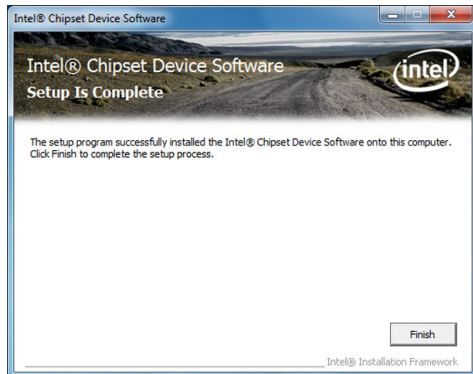 Intel® Chipset Device Software
Intel® Chipset Device Software
Setup Is Complete
intel
The setup program successfully installed the Intel® Chipset Device Software onto this computer.
Click Finish to complete the setup process.
Finish
Intel® Installation Framework